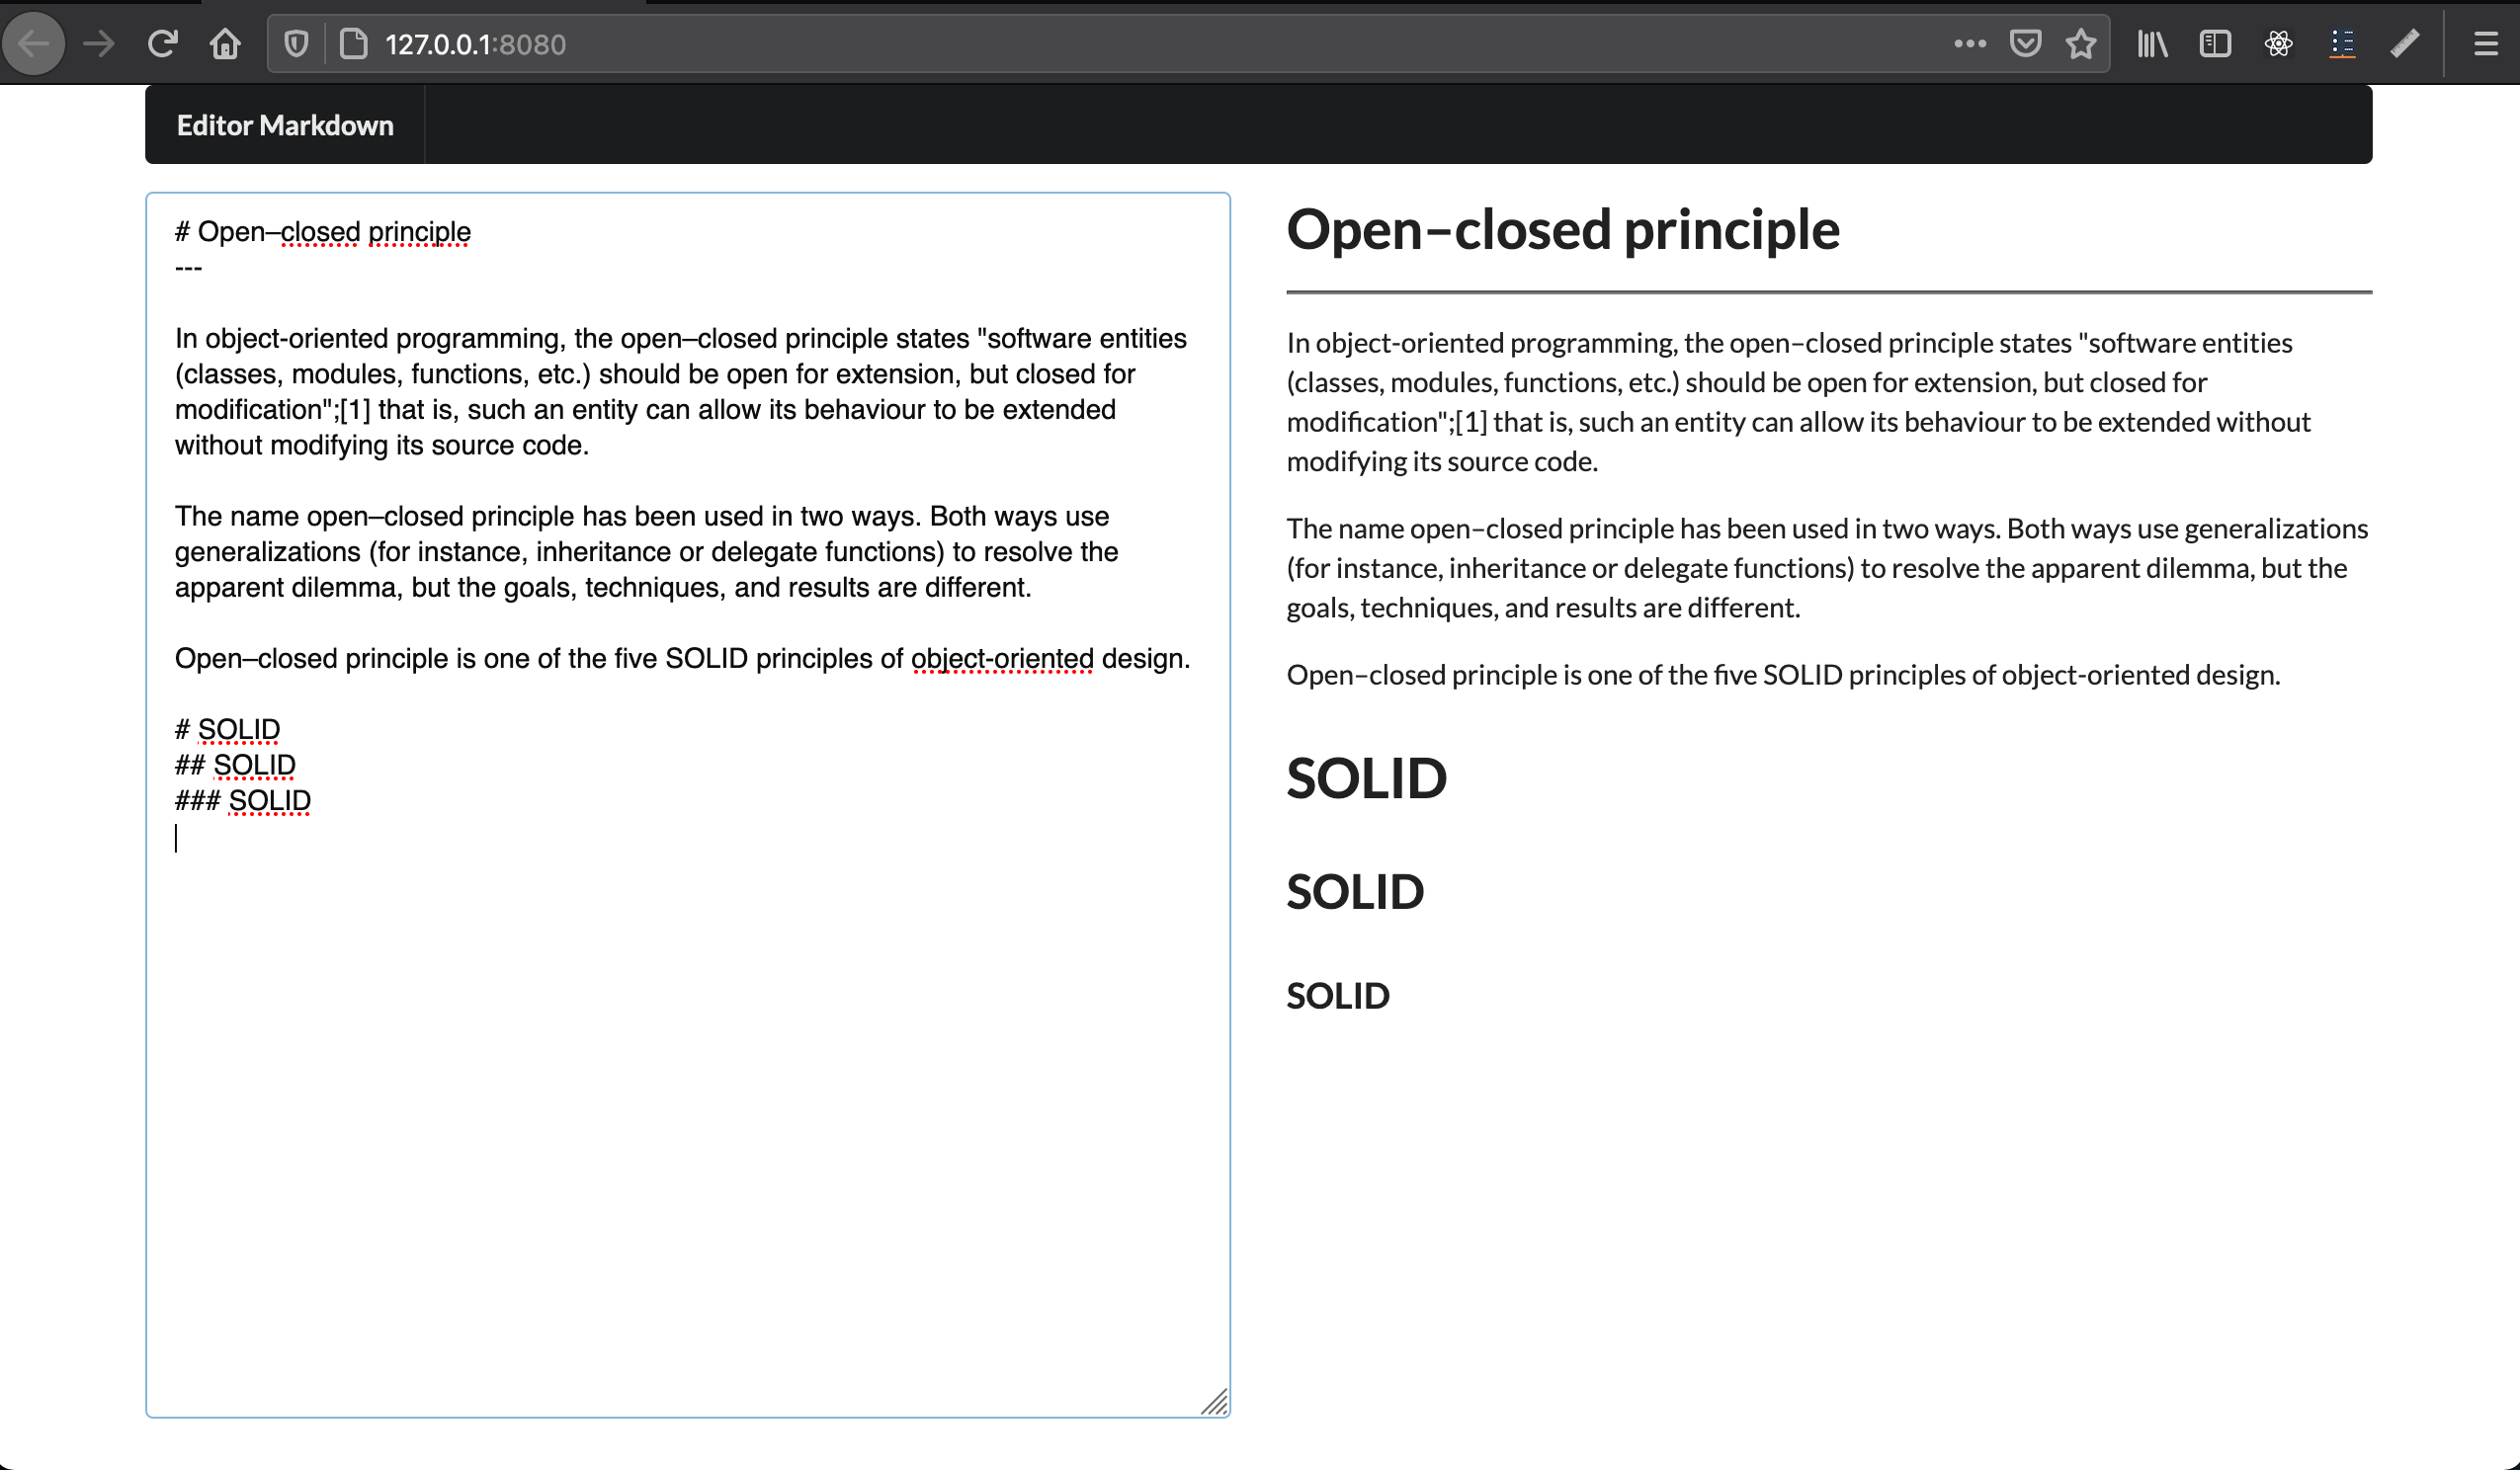 127.0.0.1:8080
Editor Markdown
# Open–closed principle
---
In object-oriented programming, the open–closed principle states "software entities
(classes, modules, functions, etc.) should be open for extension, but closed for
modification";[1] that is, such an entity can allow its behaviour to be extended
without modifying its source code.
The name open–closed principle has been used in two ways. Both ways use
generalizations (for instance, inheritance or delegate functions) to resolve the
apparent dilemma, but the goals, techniques, and results are different.
Open–closed principle is one of the five SOLID principles of object-oriented design.
# SOLID
## SOLID
### SOLID
Open–closed principle
In object-oriented programming, the open–closed principle states "software entities
(classes, modules, functions, etc.) should be open for extension, but closed for
modification";[1] that is, such an entity can allow its behaviour to be extended without
modifying its source code.
The name open–closed principle has been used in two ways. Both ways use generalizations
(for instance, inheritance or delegate functions) to resolve the apparent dilemma, but the
goals, techniques, and results are different.
Open–closed principle is one of the five SOLID principles of object-oriented design.
SOLID
SOLID
SOLID